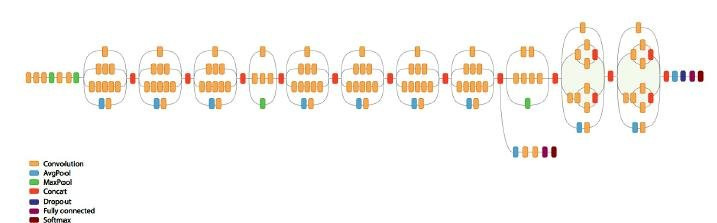 Convolution
AvgPool
MaxPool
Concat
Dropout
Fully connected
Softmax